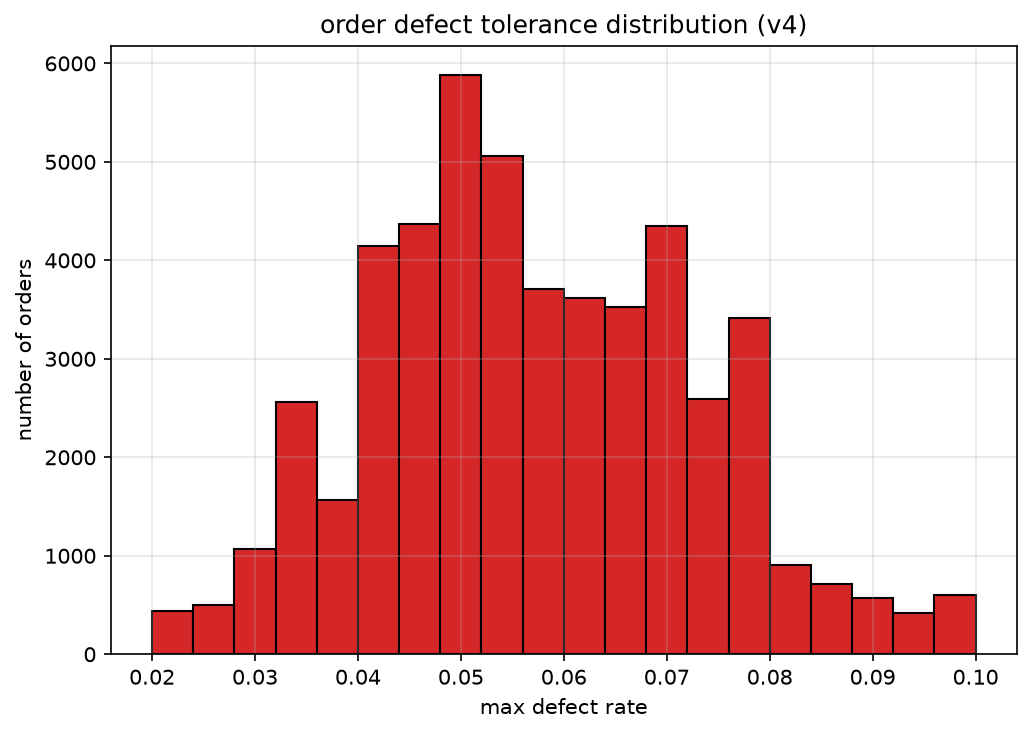 order defect tolerance distribution (v4)
6000
5000
4000
3000
2000
1000
0
number of orders
0.02 0.03 0.04 0.05 0.06 0.07 0.08 0.09 0.10
max defect rate